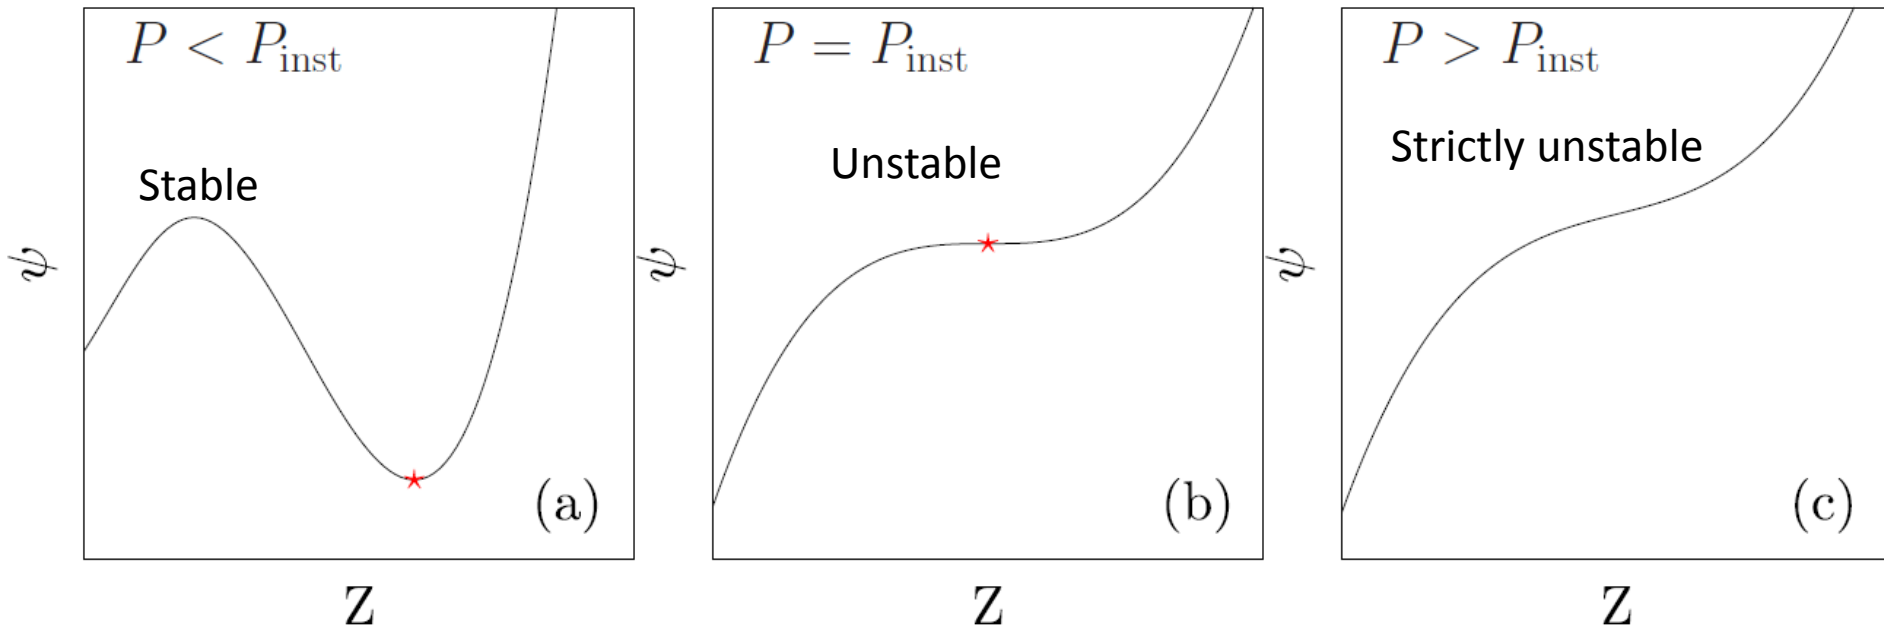 P < P_inst
Stable
ψ
Z
(a)
P = P_inst
Unstable
ψ
Z
(b)
P > P_inst
Strictly unstable
ψ
Z
(c)